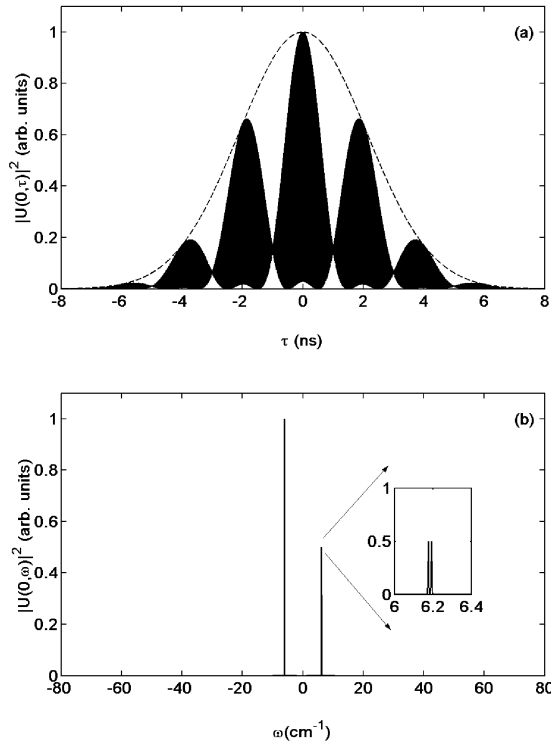 (a)
|U(0,τ)|² (arb. units)
1
0.8
0.6
0.4
0.2
0
-8 -6 -4 -2 0 2 4 6 8
τ (ns)
(b)
|U(0,ω)|² (arb. units)
1
0.8
0.6
0.4
0.2
0
1
0.5
0
6 6.2 6.4
-80 -60 -40 -20 0 20 40 60 80
ω(cm⁻¹)